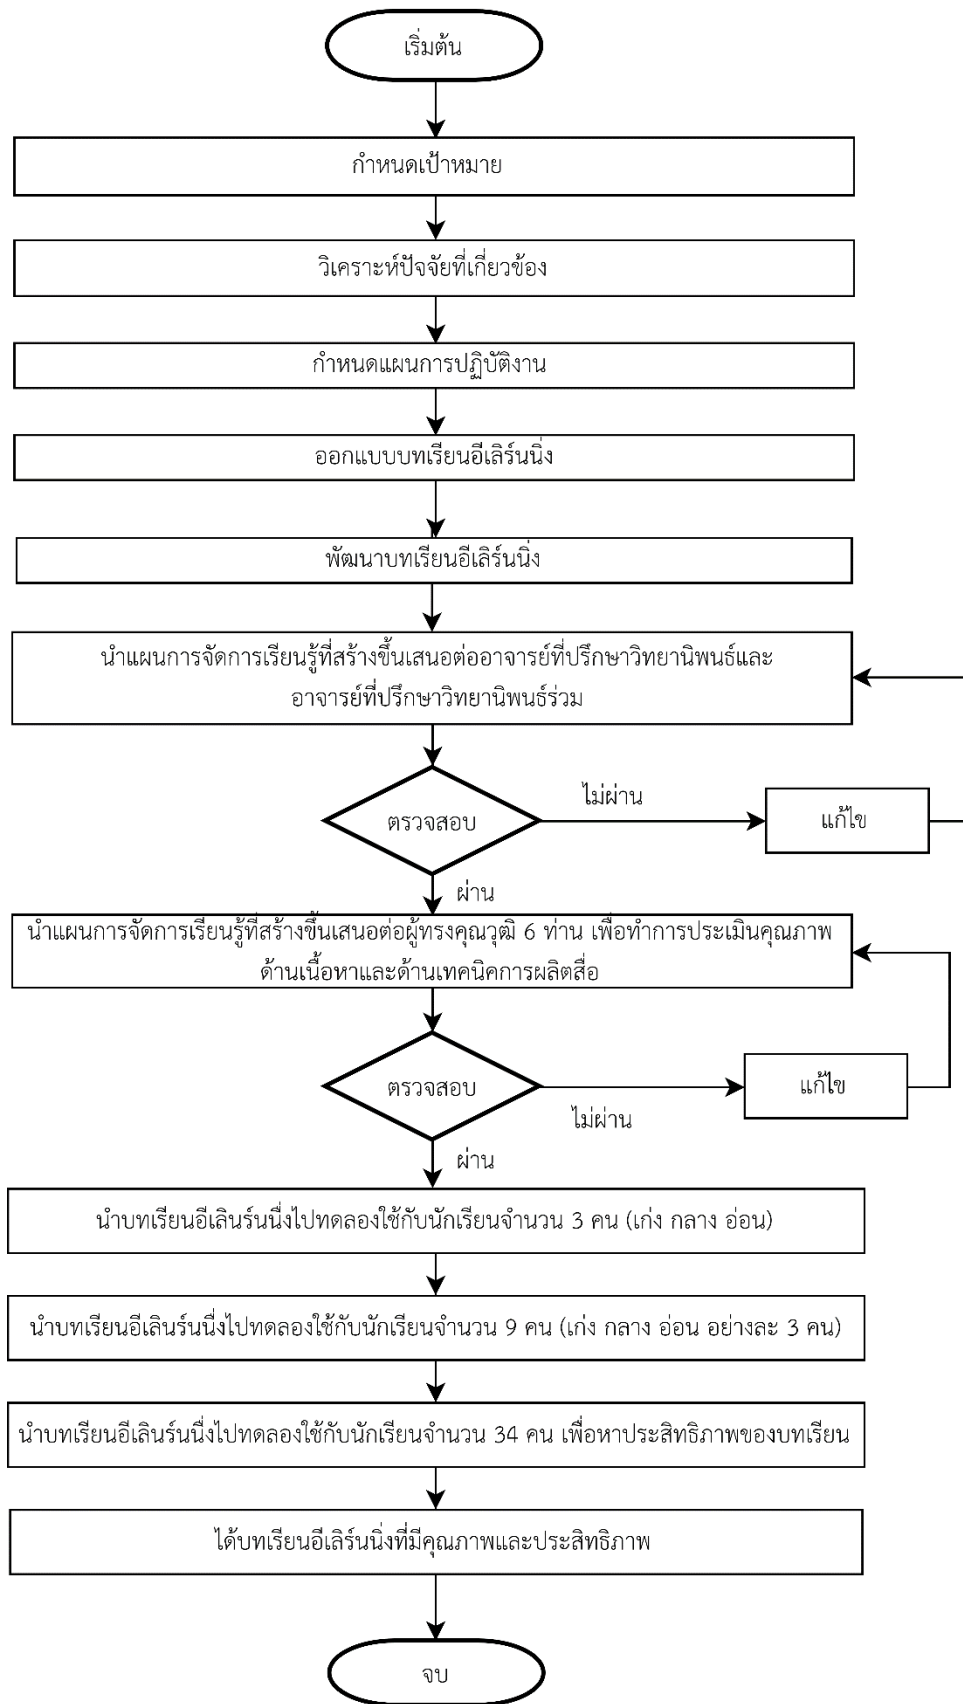 เริ่มต้น
กำหนดเป้าหมาย
วิเคราะห์ปัจจัยที่เกี่ยวข้อง
กำหนดแผนการปฏิบัติงาน
ออกแบบบทเรียนอีเลิร์นนิ่ง
พัฒนาบทเรียนอีเลิร์นนิ่ง
นำแผนการจัดการเรียนรู้ที่สร้างขึ้นเสนอต่ออาจารย์ที่ปรึกษาวิทยานิพนธ์และ
อาจารย์ที่ปรึกษาวิทยานิพนธ์ร่วม
ตรวจสอบ
ไม่ผ่าน
แก้ไข
ผ่าน
นำแผนการจัดการเรียนรู้ที่สร้างขึ้นเสนอต่อผู้ทรงคุณวุฒิ 6 ท่าน เพื่อทำการประเมินคุณภาพ
ด้านเนื้อหาและด้านเทคนิคการผลิตสื่อ
ตรวจสอบ
ไม่ผ่าน
แก้ไข
ผ่าน
นำบทเรียนอีเลินร์นนิ่งไปทดลองใช้กับนักเรียนจำนวน 3 คน (เก่ง กลาง อ่อน)
นำบทเรียนอีเลินร์นนิ่งไปทดลองใช้กับนักเรียนจำนวน 9 คน (เก่ง กลาง อ่อน อย่างละ 3 คน)
นำบทเรียนอีเลินร์นนิ่งไปทดลองใช้กับนักเรียนจำนวน 34 คน เพื่อหาประสิทธิภาพของบทเรียน
ได้บทเรียนอีเลิร์นนิ่งที่มีคุณภาพและประสิทธิภาพ
จบ